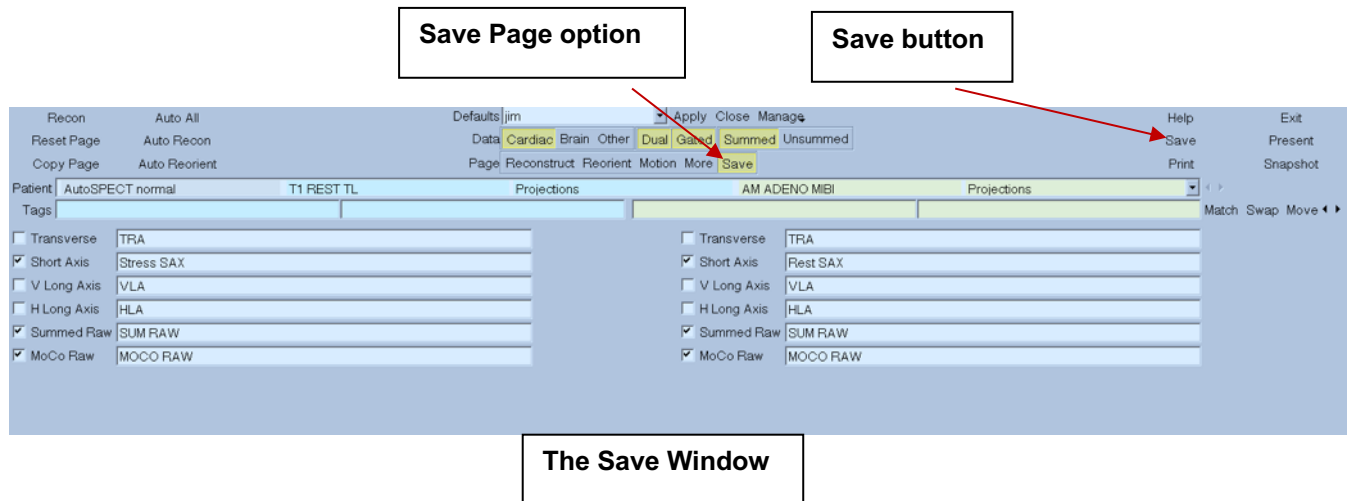 Save Page option
Save button
Recon Auto All Defaults jim Apply Close Manage Help Exit
Reset Page Auto Recon Data Cardiac Brain Other Dual Gated Summed Unsummed Save Present
Copy Page Auto Reorient Page Reconstruct Reorient Motion More Save Print Snapshot
Patient AutoSPECT normal T1 REST TL Projections AM ADENO MIBI Projections
Tags Match Swap Move
Transverse TRA Transverse TRA
Short Axis Stress SAX Short Axis Rest SAX
V Long Axis VLA V Long Axis VLA
H Long Axis HLA H Long Axis HLA
Summed Raw SUM RAW Summed Raw SUM RAW
MoCo Raw MOCO RAW MoCo Raw MOCO RAW
The Save Window